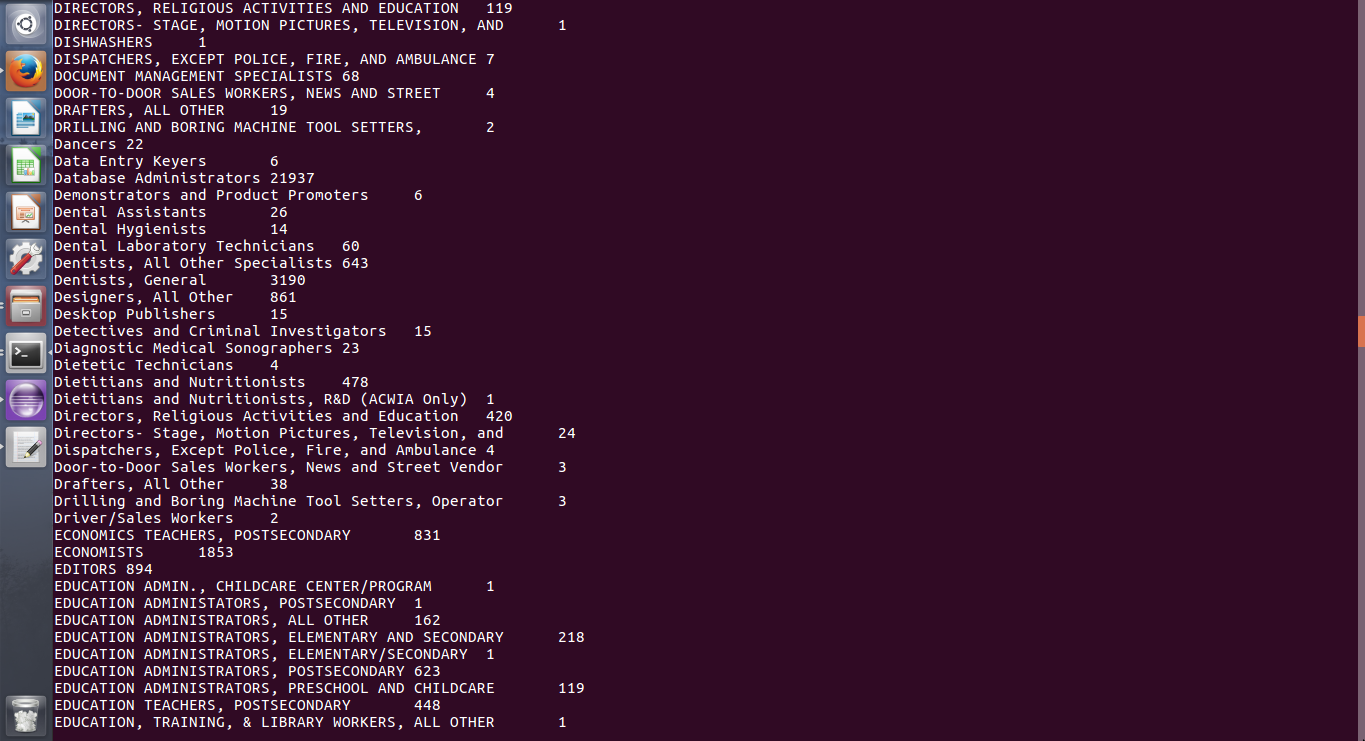 DIRECTORS, RELIGIOUS ACTIVITIES AND EDUCATION 119
DIRECTORS- STAGE, MOTION PICTURES, TELEVISION, AND 1
DISHWASHERS 1
DISPATCHERS, EXCEPT POLICE, FIRE, AND AMBULANCE 7
DOCUMENT MANAGEMENT SPECIALISTS 68
DOOR-TO-DOOR SALES WORKERS, NEWS AND STREET 4
DRAFTERS, ALL OTHER 19
DRILLING AND BORING MACHINE TOOL SETTERS, 2
Dancers 22
Data Entry Keyers 6
Database Administrators 21937
Demonstrators and Product Promoters 6
Dental Assistants 26
Dental Hygienists 14
Dental Laboratory Technicians 60
Dentists, All Other Specialists 643
Dentists, General 3190
Designers, All Other 861
Desktop Publishers 15
Detectives and Criminal Investigators 15
Diagnostic Medical Sonographers 23
Dietetic Technicians 4
Dietitians and Nutritionists 478
Dietitians and Nutritionists, R&D (ACWIA Only) 1
Directors, Religious Activities and Education 420
Directors- Stage, Motion Pictures, Television, and 24
Dispatchers, Except Police, Fire, and Ambulance 4
Door-to-Door Sales Workers, News and Street Vendor 3
Drafters, All Other 38
Drilling and Boring Machine Tool Setters, Operator 3
Driver/Sales Workers 2
ECONOMICS TEACHERS, POSTSECONDARY 831
ECONOMISTS 1853
EDITORS 894
EDUCATION ADMIN., CHILDCARE CENTER/PROGRAM 1
EDUCATION ADMINISTATORS, POSTSECONDARY 1
EDUCATION ADMINISTRATORS, ALL OTHER 162
EDUCATION ADMINISTRATORS, ELEMENTARY AND SECONDARY 218
EDUCATION ADMINISTRATORS, ELEMENTARY/SECONDARY 1
EDUCATION ADMINISTRATORS, POSTSECONDARY 623
EDUCATION ADMINISTRATORS, PRESCHOOL AND CHILDCARE 119
EDUCATION TEACHERS, POSTSECONDARY 448
EDUCATION, TRAINING, & LIBRARY WORKERS, ALL OTHER 1